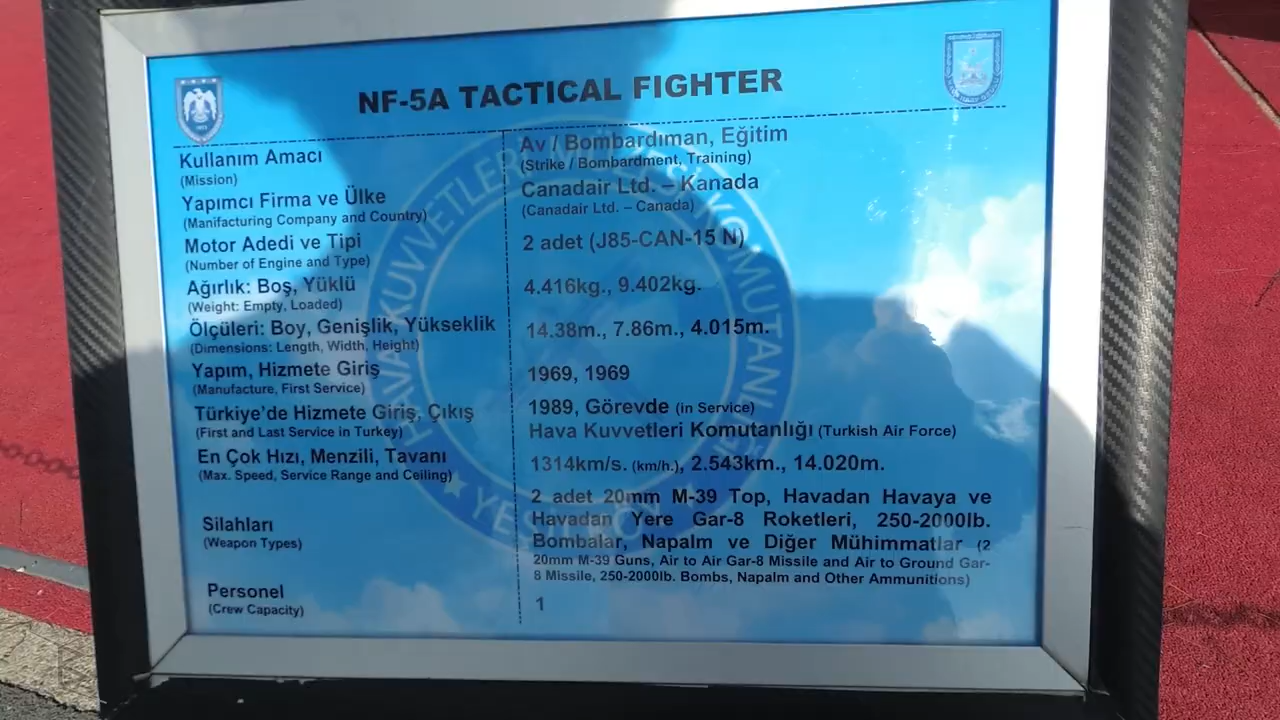 NF-5A TACTICAL FIGHTER
Kullanım Amacı
(Mission)
Av / Bombardıman, Eğitim
(Strike / Bombardment, Training)
Yapımcı Firma ve Ülke
(Manifacturing Company and Country)
Canadair Ltd. – Kanada
(Canadair Ltd. – Canada)
Motor Adedi ve Tipi
(Number of Engine and Type)
2 adet (J85-CAN-15 N)
Ağırlık: Boş, Yüklü
(Weight: Empty, Loaded)
4.416kg., 9.402kg.
Ölçüleri: Boy, Genişlik, Yükseklik
(Dimensions: Length, Width, Height)
14.38m., 7.86m., 4.015m.
Yapım, Hizmete Giriş
(Manufacture, First Service)
1969, 1969
Türkiye'de Hizmete Giriş, Çıkış
(First and Last Service in Turkey)
1989, Görevde (in Service)
Hava Kuvvetleri Komutanlığı (Turkish Air Force)
En Çok Hızı, Menzili, Tavanı
(Max. Speed, Service Range and Ceiling)
1314km/s. (km/h.), 2.543km., 14.020m.
Silahları
(Weapon Types)
2 adet 20mm M-39 Top, Havadan Havaya ve
Havadan Yere Gar-8 Roketleri, 250-2000lb.
Bombalar, Napalm ve Diğer Mühimmatlar (2
20mm M-39 Guns, Air to Air Gar-8 Missile and Air to Ground Gar-
8 Missile, 250-2000lb. Bombs, Napalm and Other Ammunitions)
Personel
(Crew Capacity)
1
HAVA KUVVETLERİ
KOMUTANLIĞI
YEŞİLKÖY